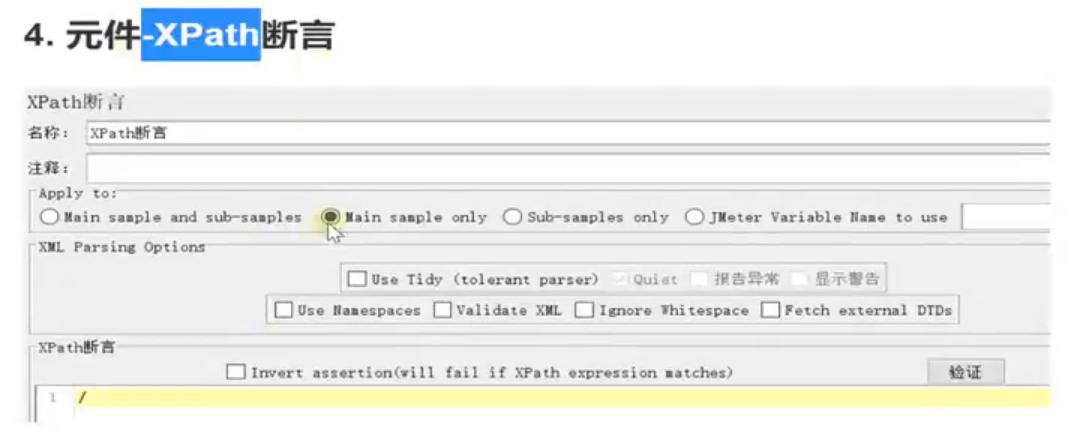 4. 元件-XPath断言
XPath断言
名称： XPath断言
注释：
Apply to:
Main sample and sub-samples Main sample only Sub-samples only JMeter Variable Name to use
XML Parsing Options
Use Tidy (tolerant parser) Quiet 报告异常 显示警告
Use Namespaces Validate XML Ignore Whitespace Fetch external DTDs
XPath断言
Invert assertion(will fail if XPath expression matches) 验证
1 /